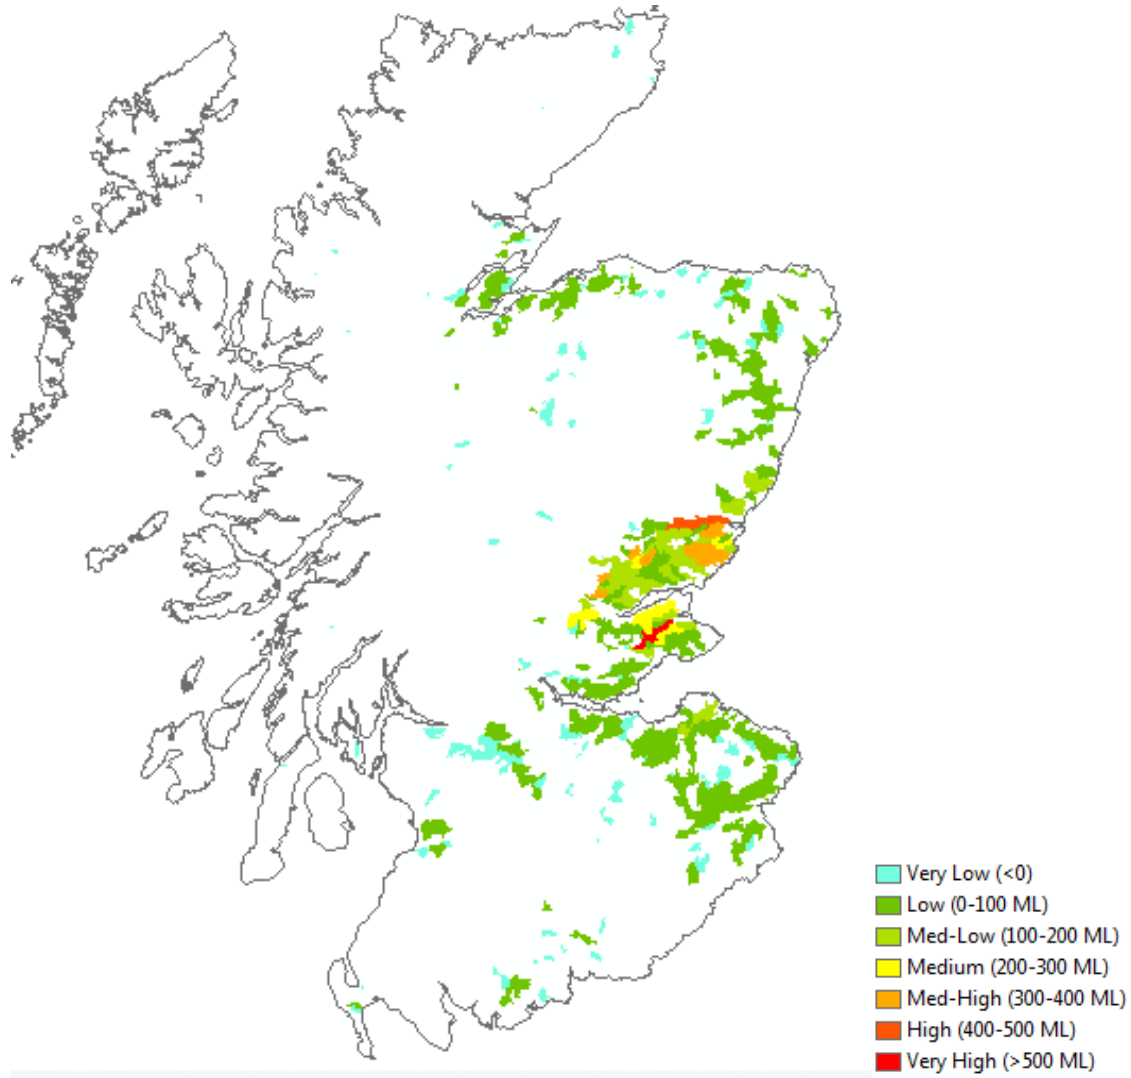 Very Low (<0)
Low (0-100 ML)
Med-Low (100-200 ML)
Medium (200-300 ML)
Med-High (300-400 ML)
High (400-500 ML)
Very High (>500 ML)